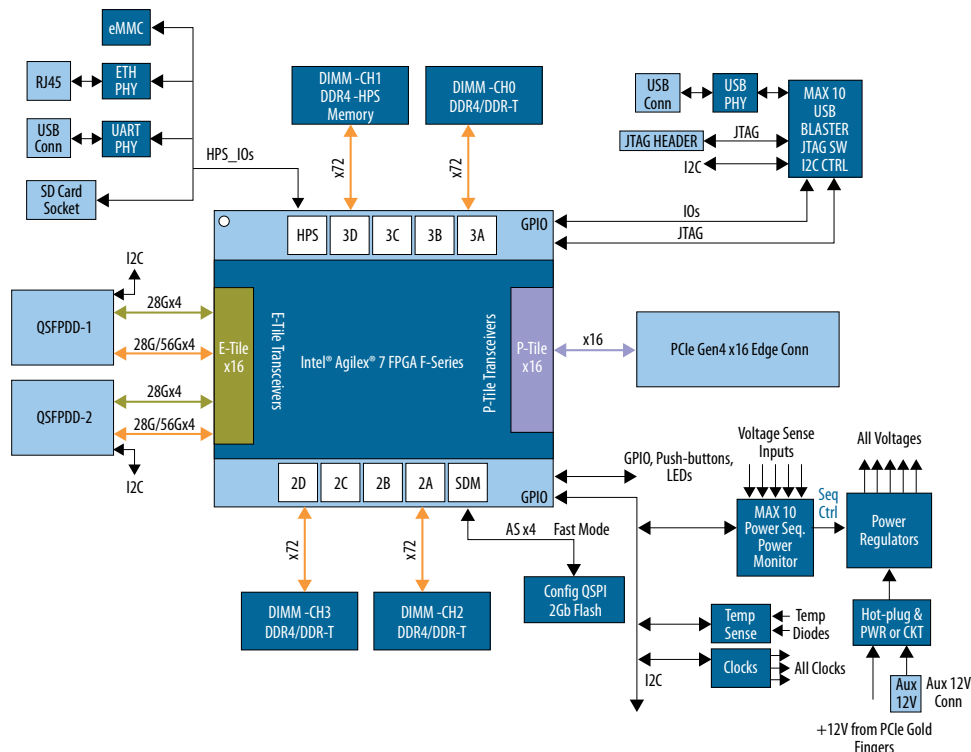 eMMC
RJ45
ETH
PHY
USB
Conn
UART
PHY
SD Card
Socket
HPS_IOs
DIMM -CH1
DDR4 -HPS
Memory
DIMM -CH0
DDR4/DDR-T
x72
x72
USB
Conn
USB
PHY
JTAG HEADER
JTAG
I2C
MAX 10
USB
BLASTER
JTAG SW
I2C CTRL
IOs
JTAG
HPS
3D
3C
3B
3A
GPIO
I2C
QSFPDD-1
28Gx4
28G/56Gx4
QSFPDD-2
28Gx4
28G/56Gx4
I2C
E-Tile
x16
E-Tile Transceivers
Intel® Agilex® 7 FPGA F-Series
P-Tile Transceivers
P-Tile
x16
x16
PCIe Gen4 x16 Edge Conn
2D
2C
2B
2A
SDM
GPIO
GPIO, Push-buttons,
LEDs
x72
x72
AS x4
Fast Mode
DIMM -CH3
DDR4/DDR-T
DIMM -CH2
DDR4/DDR-T
Config QSPI
2Gb Flash
Voltage Sense
Inputs
MAX 10
Power Seq.
Power
Monitor
Seq
Ctrl
All Voltages
Power
Regulators
Temp
Sense
Temp
Diodes
Clocks
All Clocks
I2C
Hot-plug &
PWR or CKT
Aux
12V
Aux 12V
Conn
+12V from PCIe Gold
Fingers